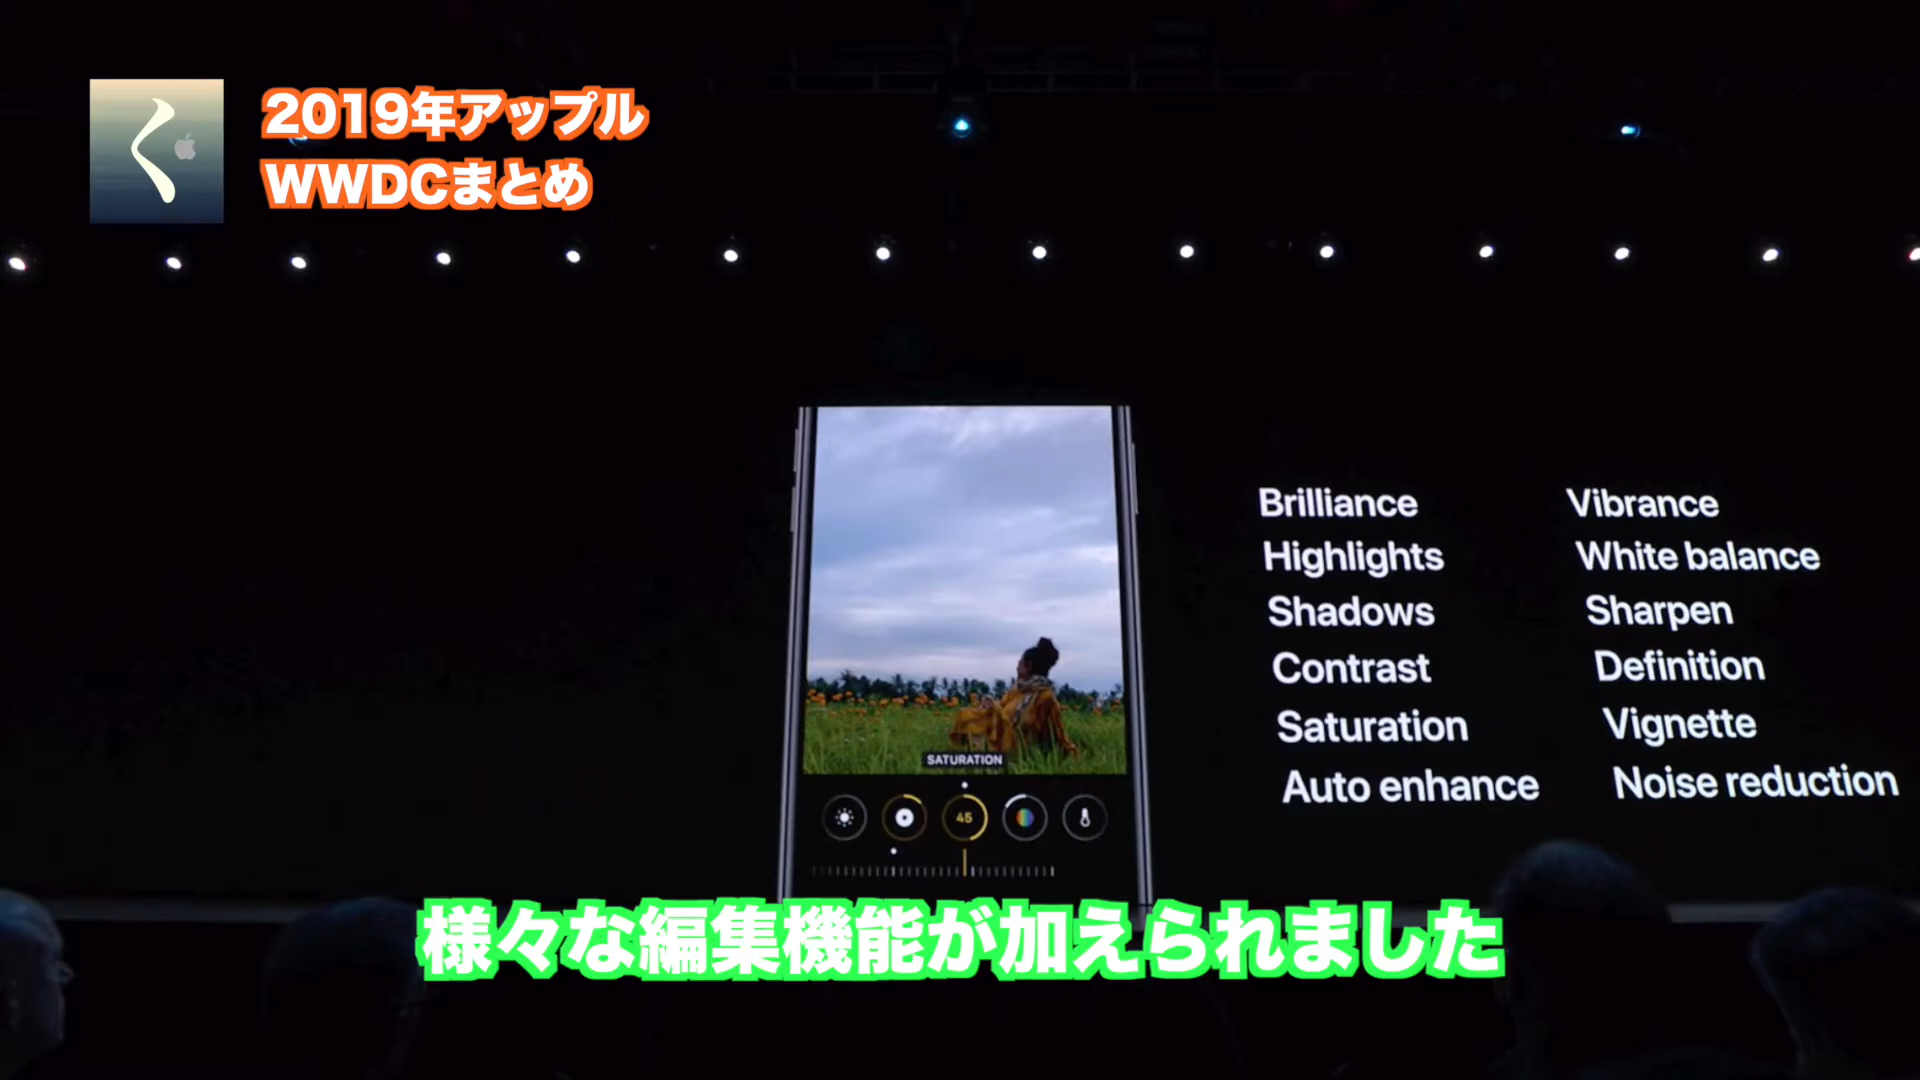 く
2019年アップル
WWDCまとめ
Brilliance
Highlights
Shadows
Contrast
Saturation
Auto enhance
Vibrance
White balance
Sharpen
Definition
Vignette
Noise reduction
SATURATION
45
様々な編集機能が加えられました